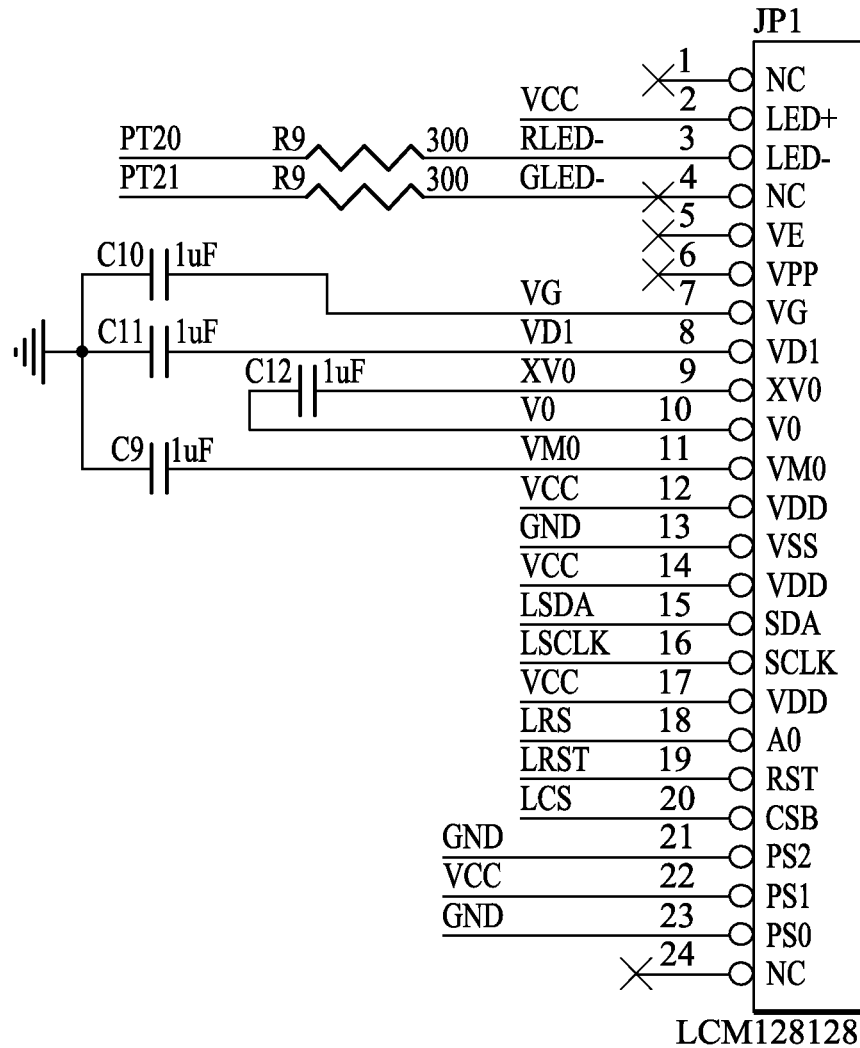 JP1
1 NC
VCC 2 LED+
PT20 R9 300 RLED- 3 LED-
PT21 R9 300 GLED- 4 NC
5 VE
6 VPP
C10 1uF VG 7 VG
C11 1uF VD1 8 VD1
C12 1uF XV0 9 XV0
V0 10 V0
C9 1uF VM0 11 VM0
VCC 12 VDD
GND 13 VSS
VCC 14 VDD
LSDA 15 SDA
LSCLK 16 SCLK
VCC 17 VDD
LRS 18 A0
LRST 19 RST
LCS 20 CSB
GND 21 PS2
VCC 22 PS1
GND 23 PS0
24 NC
LCM128128